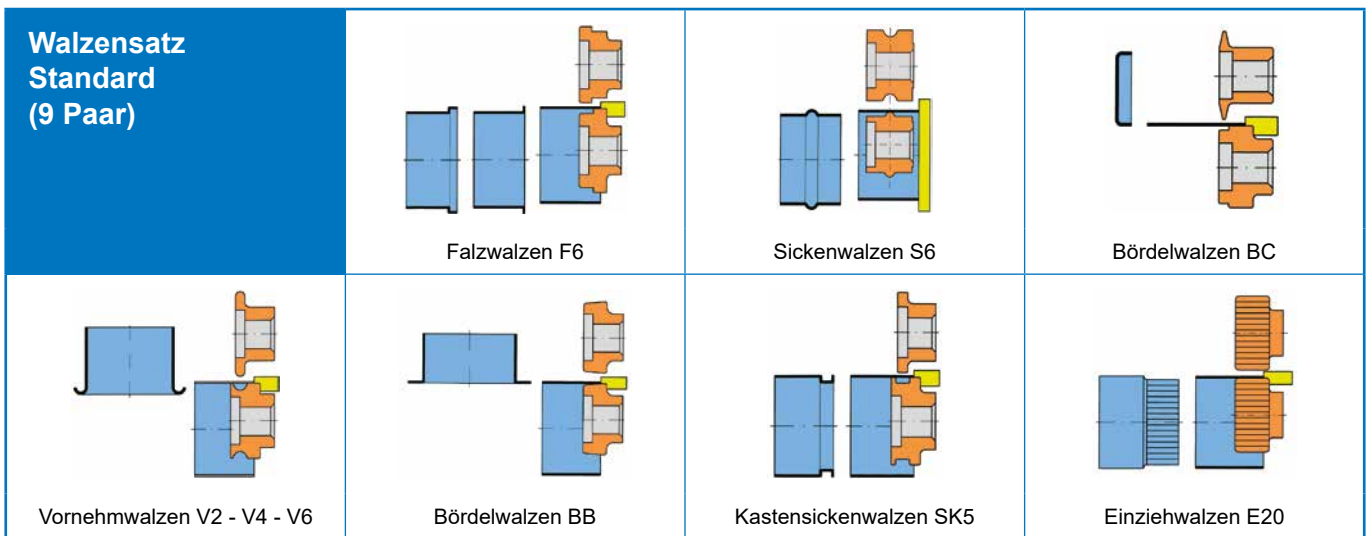 Walzensatz
Standard
(9 Paar)
Falzwalzen F6
Sickenwalzen S6
Bördelwalzen BC
Vornehmwalzen V2 - V4 - V6
Bördelwalzen BB
Kastensickenwalzen SK5
Einziehwalzen E20